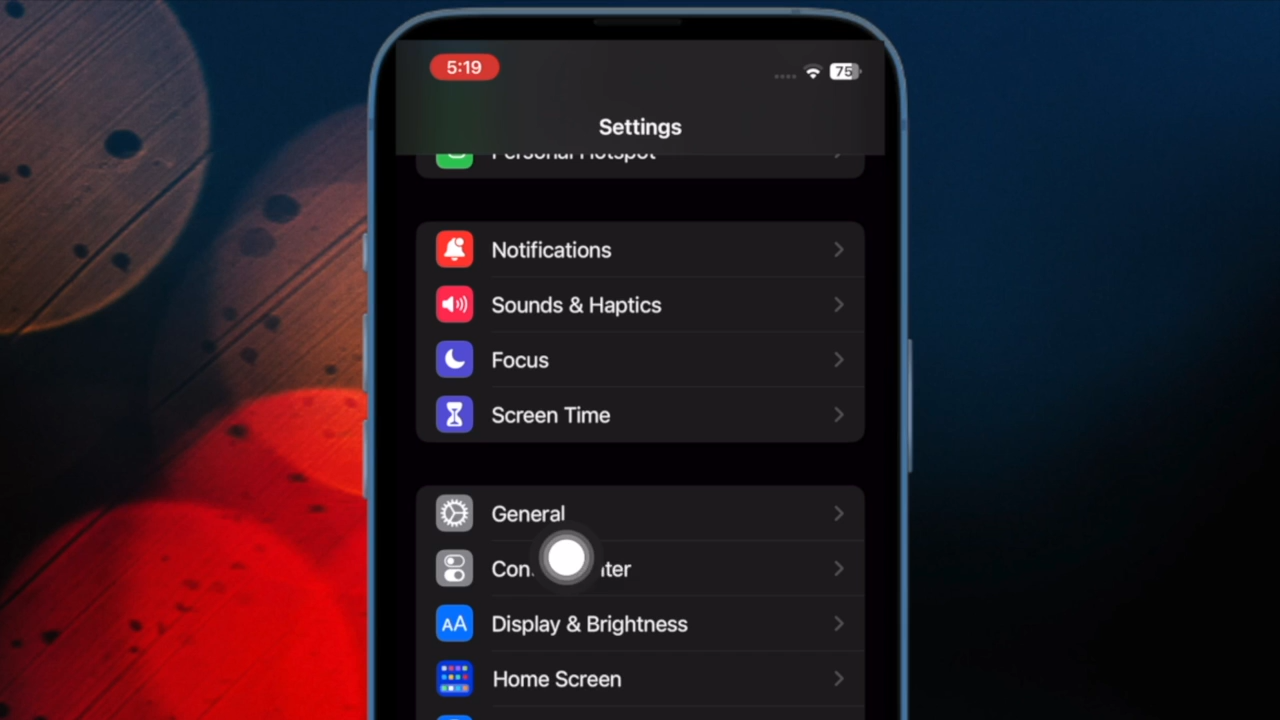 5:19
75
Settings
Personal Hotspot
Notifications
Sounds & Haptics
Focus
Screen Time
General
Con ter
AA Display & Brightness
Home Screen